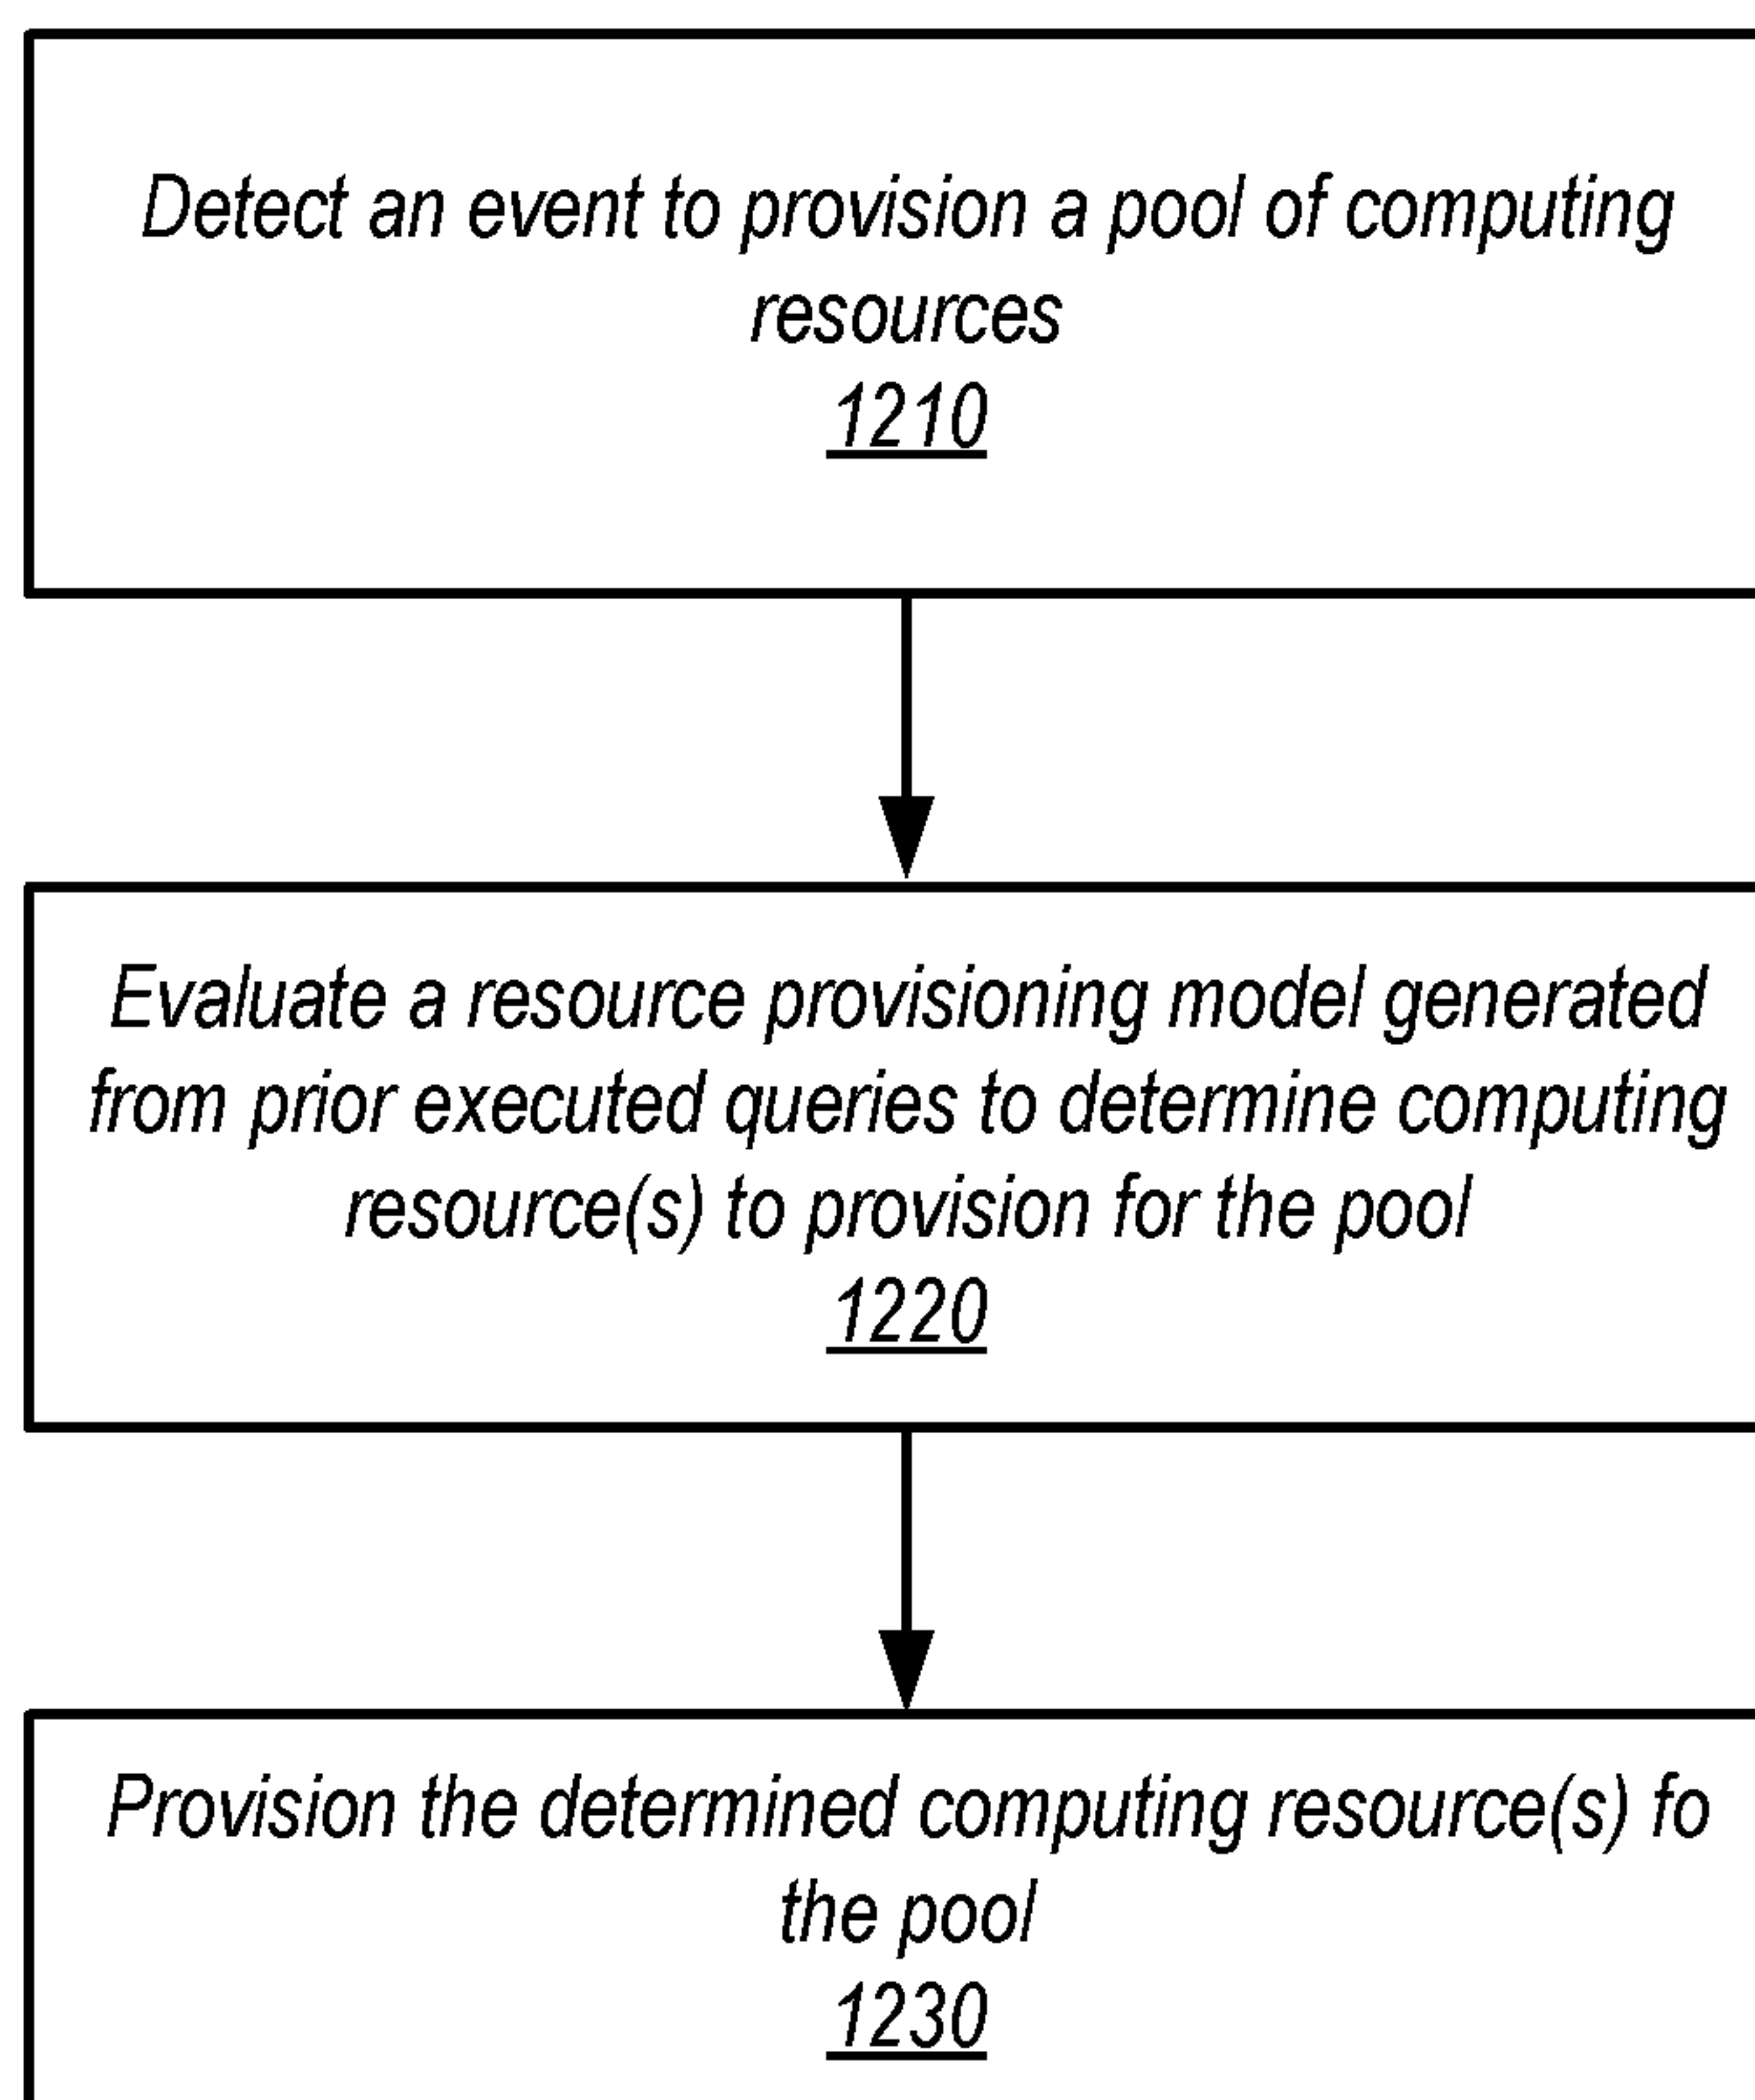 Detect an event to provision a pool of computing
resources
1210
Evaluate a resource provisioning model generated
from prior executed queries to determine computing
resource(s) to provision for the pool
1220
Provision the determined computing resource(s) fo
the pool
1230